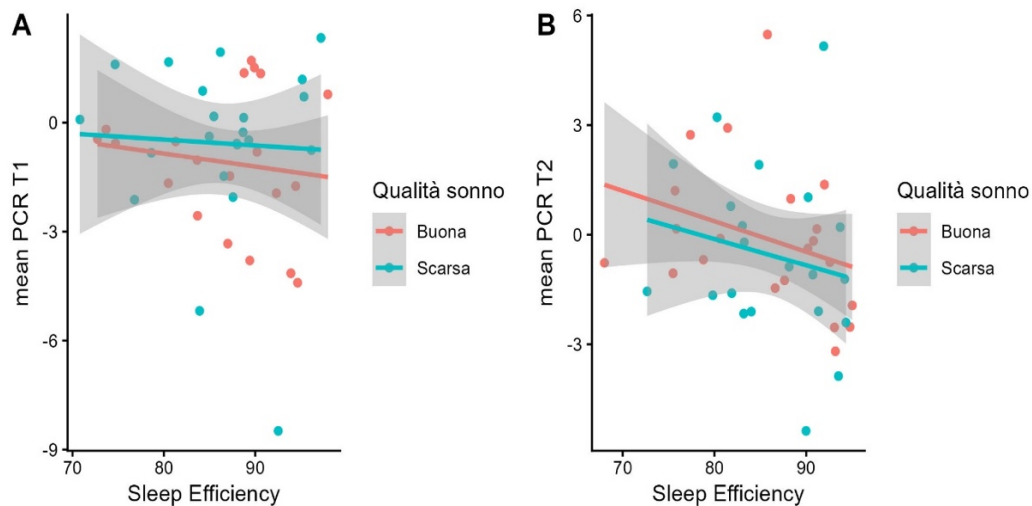 A
mean PCR T1
0
-3
-6
-9
70
80
90
Sleep Efficiency
Qualità sonno
Buona
Scarsa
B
mean PCR T2
6
3
0
-3
70
80
90
Sleep Efficiency
Qualità sonno
Buona
Scarsa